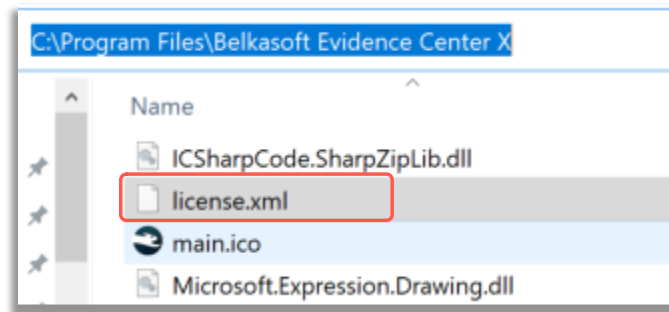 C:\Program Files\Belkasoft Evidence Center X
Name
ICSharpCode.SharpZipLib.dll
license.xml
main.ico
Microsoft.Expression.Drawing.dll